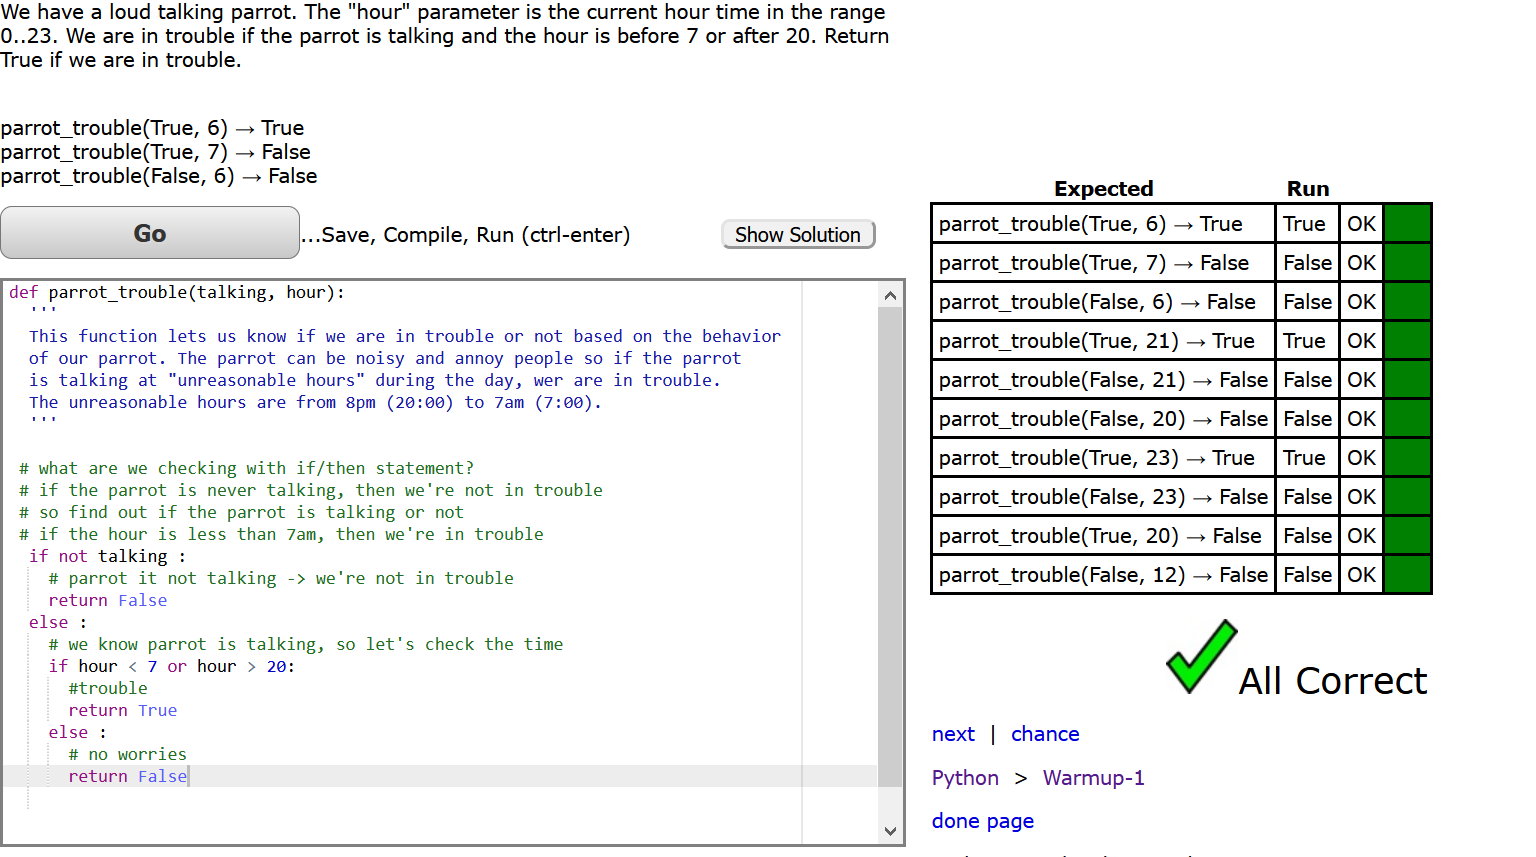 We have a loud talking parrot. The "hour" parameter is the current hour time in the range
0..23. We are in trouble if the parrot is talking and the hour is before 7 or after 20. Return
True if we are in trouble.
parrot_trouble(True, 6) → True
parrot_trouble(True, 7) → False
parrot_trouble(False, 6) → False
Go
...Save, Compile, Run (ctrl-enter)
Show Solution
def parrot_trouble(talking, hour):
'''
This function lets us know if we are in trouble or not based on the behavior
of our parrot. The parrot can be noisy and annoy people so if the parrot
is talking at "unreasonable hours" during the day, wer are in trouble.
The unreasonable hours are from 8pm (20:00) to 7am (7:00).
'''
# what are we checking with if/then statement?
# if the parrot is never talking, then we're not in trouble
# so find out if the parrot is talking or not
# if the hour is less than 7am, then we're in trouble
if not talking :
# parrot it not talking -> we're not in trouble
return False
else :
# we know parrot is talking, so let's check the time
if hour < 7 or hour > 20:
#trouble
return True
else :
# no worries
return False
Expected Run
parrot_trouble(True, 6) → True True OK
parrot_trouble(True, 7) → False False OK
parrot_trouble(False, 6) → False False OK
parrot_trouble(True, 21) → True True OK
parrot_trouble(False, 21) → False False OK
parrot_trouble(False, 20) → False False OK
parrot_trouble(True, 23) → True True OK
parrot_trouble(False, 23) → False False OK
parrot_trouble(True, 20) → False False OK
parrot_trouble(False, 12) → False False OK
All Correct
next | chance
Python > Warmup-1
done page